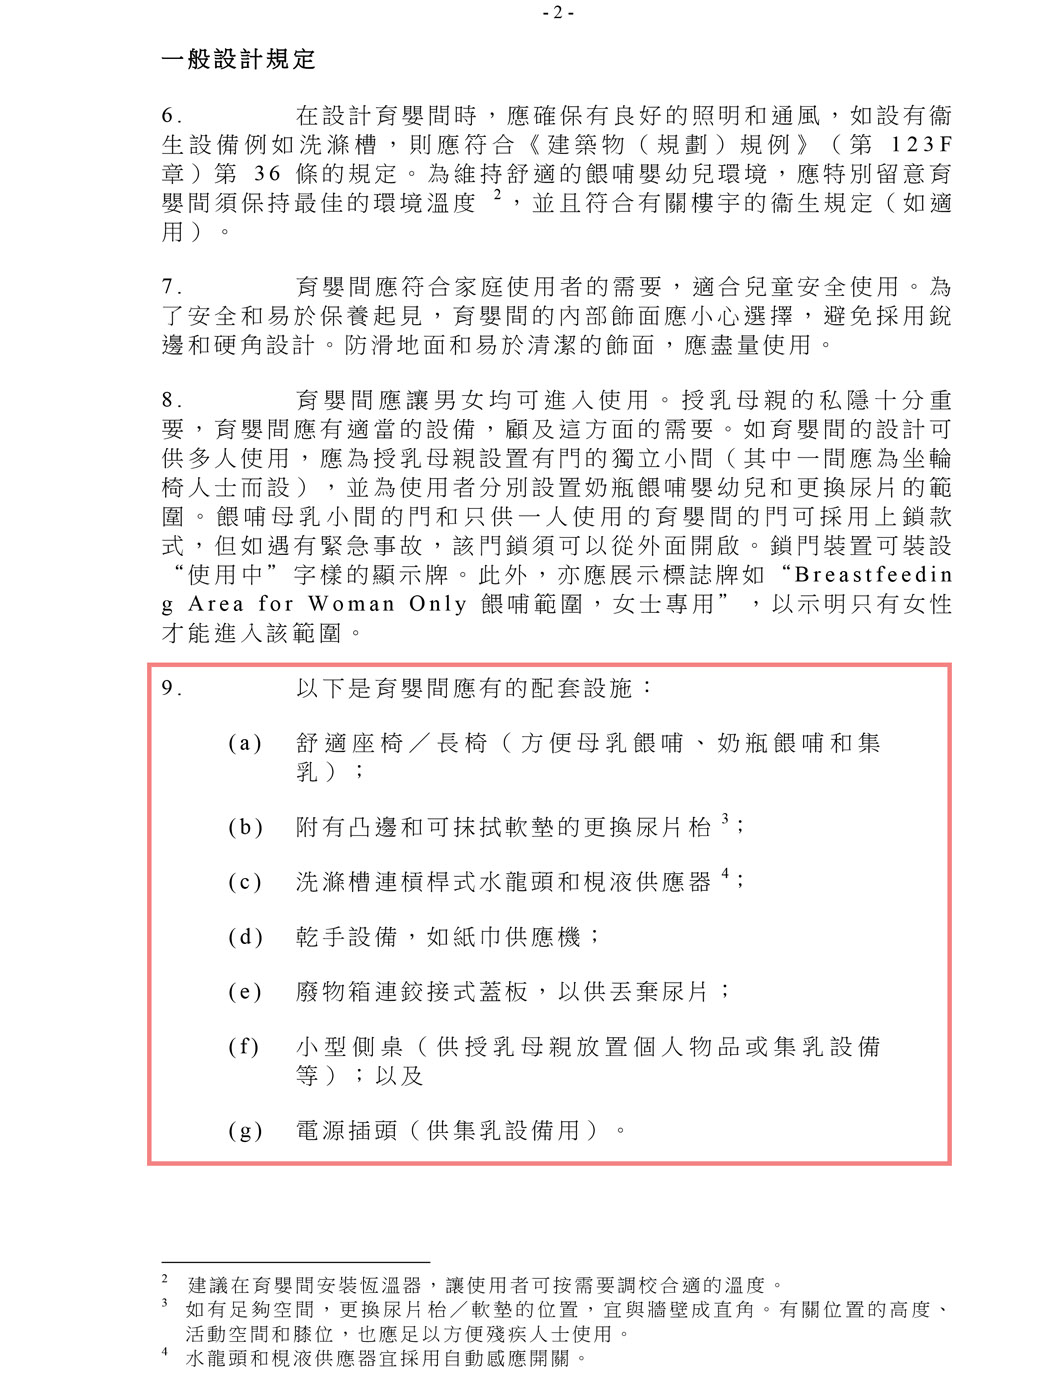 - 2 -
一般設計規定
6. 在設計育嬰間時，應確保有良好的照明和通風，如設有衞
生設備例如洗滌槽，則應符合《建築物（規劃）規例》（第 123F
章）第 36 條的規定。為維持舒適的餵哺嬰幼兒環境，應特別留意育
嬰間須保持最佳的環境溫度 2，並且符合有關樓宇的衞生規定（如適
用）。
7. 育嬰間應符合家庭使用者的需要，適合兒童安全使用。為
了安全和易於保養起見，育嬰間的內部飾面應小心選擇，避免採用銳
邊和硬角設計。防滑地面和易於清潔的飾面，應盡量使用。
8. 育嬰間應讓男女均可進入使用。授乳母親的私隱十分重
要，育嬰間應有適當的設備，顧及這方面的需要。如育嬰間的設計可
供多人使用，應為授乳母親設置有門的獨立小間（其中一間應為坐輪
椅人士而設），並為使用者分別設置奶瓶餵哺嬰幼兒和更換尿片的範
圍。餵哺母乳小間的門和只供一人使用的育嬰間的門可採用上鎖款
式，但如遇有緊急事故，該門鎖須可以從外面開啟。鎖門裝置可裝設
“使用中”字樣的顯示牌。此外，亦應展示標誌牌如“Breastfeedin
g Area for Woman Only 餵哺範圍，女士專用”，以示明只有女性
才能進入該範圍。
9. 以下是育嬰間應有的配套設施：
(a) 舒適座椅／長椅（方便母乳餵哺、奶瓶餵哺和集
乳）；
(b) 附有凸邊和可抹拭軟墊的更換尿片枱 3；
(c) 洗滌槽連槓桿式水龍頭和梘液供應器 4；
(d) 乾手設備，如紙巾供應機；
(e) 廢物箱連鉸接式蓋板，以供丟棄尿片；
(f) 小型側桌（供授乳母親放置個人物品或集乳設備
等）；以及
(g) 電源插頭（供集乳設備用）。
2 建議在育嬰間安裝恆溫器，讓使用者可按需要調校合適的溫度。
3 如有足夠空間，更換尿片枱／軟墊的位置，宜與牆壁成直角。有關位置的高度、
活動空間和膝位，也應足以方便殘疾人士使用。
4 水龍頭和梘液供應器宜採用自動感應開關。